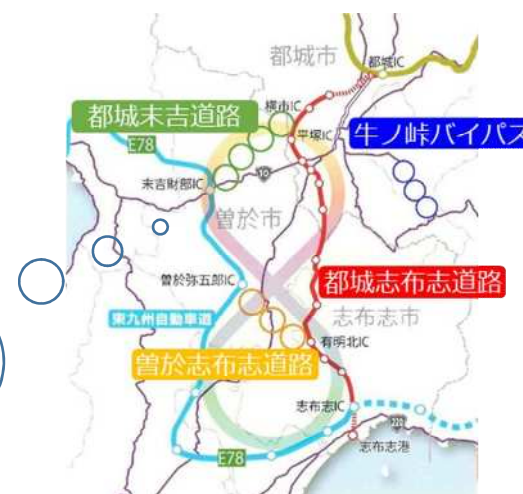 都城市
都城IC
横市IC
都城末吉道路
平塚IC
牛ノ峠バイパス
E78
10
末吉財部IC
曽於市
曽於弥五郎IC
都城志布志道路
東九州自動車道
志布志市
有明北IC
曽於志布志道路
志布志IC
220
志布志港
E78